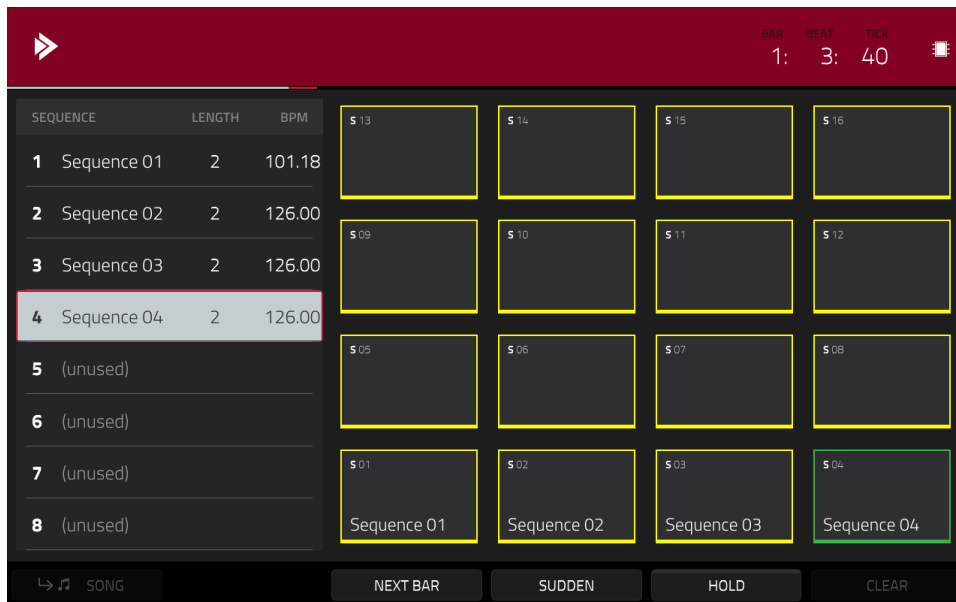 BAR BEAT TICK
1: 3: 40
SEQUENCE LENGTH BPM
1 Sequence 01 2 101.18
2 Sequence 02 2 126.00
3 Sequence 03 2 126.00
4 Sequence 04 2 126.00
5 (unused)
6 (unused)
7 (unused)
8 (unused)
S 13 S 14 S 15 S 16
S 09 S 10 S 11 S 12
S 05 S 06 S 07 S 08
S 01 S 02 S 03 S 04
Sequence 01 Sequence 02 Sequence 03 Sequence 04
SONG NEXT BAR SUDDEN HOLD CLEAR